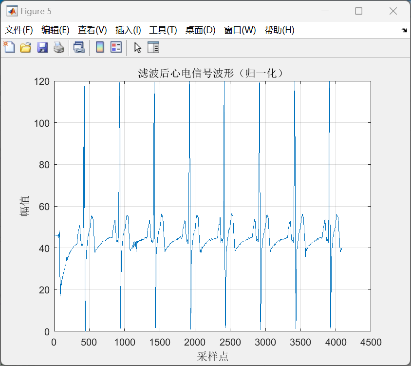 Figure 5
文件(F) 编辑(E) 查看(V) 插入(I) 工具(T) 桌面(D) 窗口(W) 帮助(H)
滤波后心电信号波形（归一化）
120
100
80
60
40
20
0
幅值
0 500 1000 1500 2000 2500 3000 3500 4000 4500
采样点